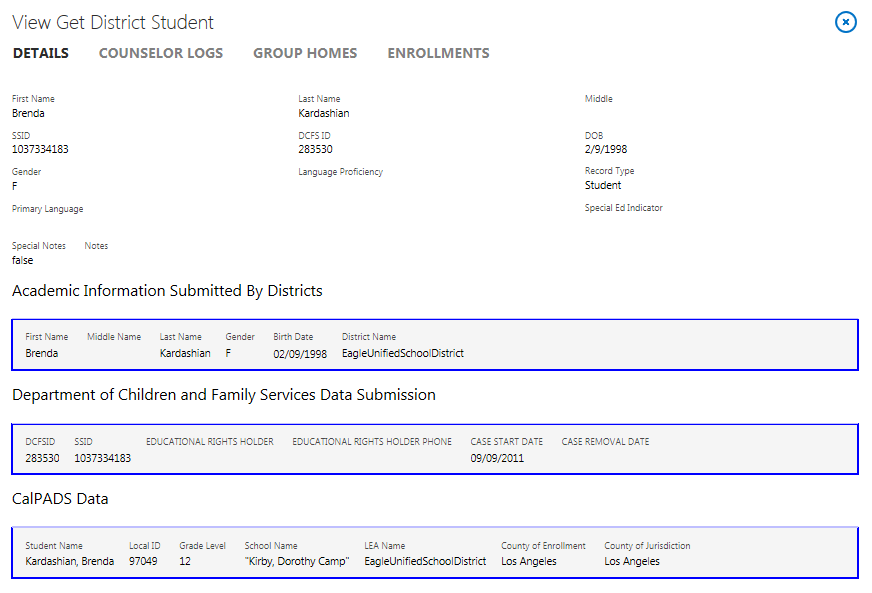 View Get District Student
DETAILS COUNSELOR LOGS GROUP HOMES ENROLLMENTS
First Name Last Name Middle
Brenda Kardashian
SSID DCFS ID DOB
1037334183 283530 2/9/1998
Gender Language Proficiency Record Type
F Student
Primary Language Special Ed Indicator
Special Notes Notes
false
Academic Information Submitted By Districts
First Name Middle Name Last Name Gender Birth Date District Name
Brenda Kardashian F 02/09/1998 EagleUnifiedSchoolDistrict
Department of Children and Family Services Data Submission
DCFSID SSID EDUCATIONAL RIGHTS HOLDER EDUCATIONAL RIGHTS HOLDER PHONE CASE START DATE CASE REMOVAL DATE
283530 1037334183 09/09/2011
CalPADS Data
Student Name Local ID Grade Level School Name LEA Name County of Enrollment County of Jurisdiction
Kardashian, Brenda 97049 12 "Kirby, Dorothy Camp" EagleUnifiedSchoolDistrict Los Angeles Los Angeles